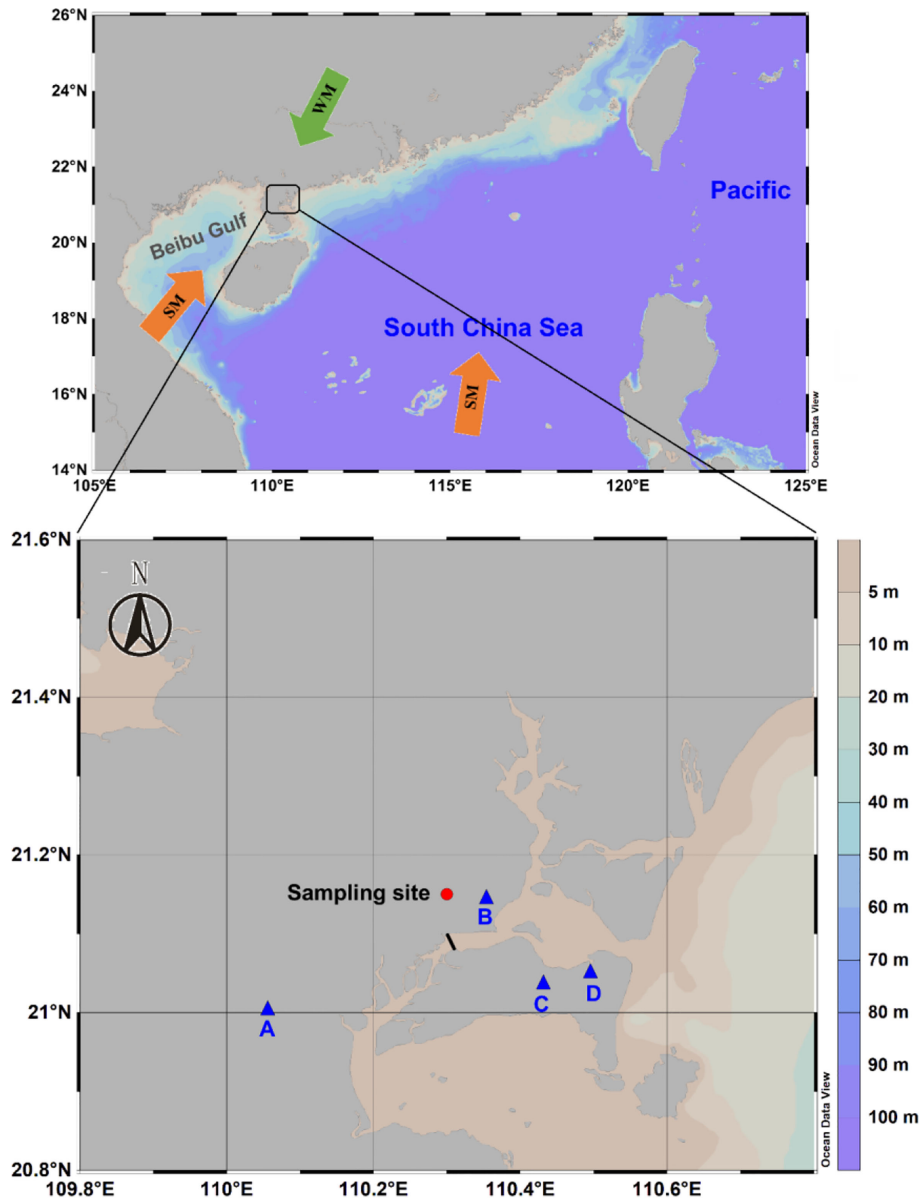 26°N
24°N
22°N
20°N
18°N
16°N
14°N
WM
Pacific
Beibu Gulf
SM
South China Sea
SM
Ocean Data View
105°E 110°E 115°E 120°E 125°E
21.6°N
N
21.4°N
21.2°N
Sampling site
B
C
D
21°N
A
20.8°N
109.8°E 110°E 110.2°E 110.4°E 110.6°E
Ocean Data View
5 m
10 m
20 m
30 m
40 m
50 m
60 m
70 m
80 m
90 m
100 m